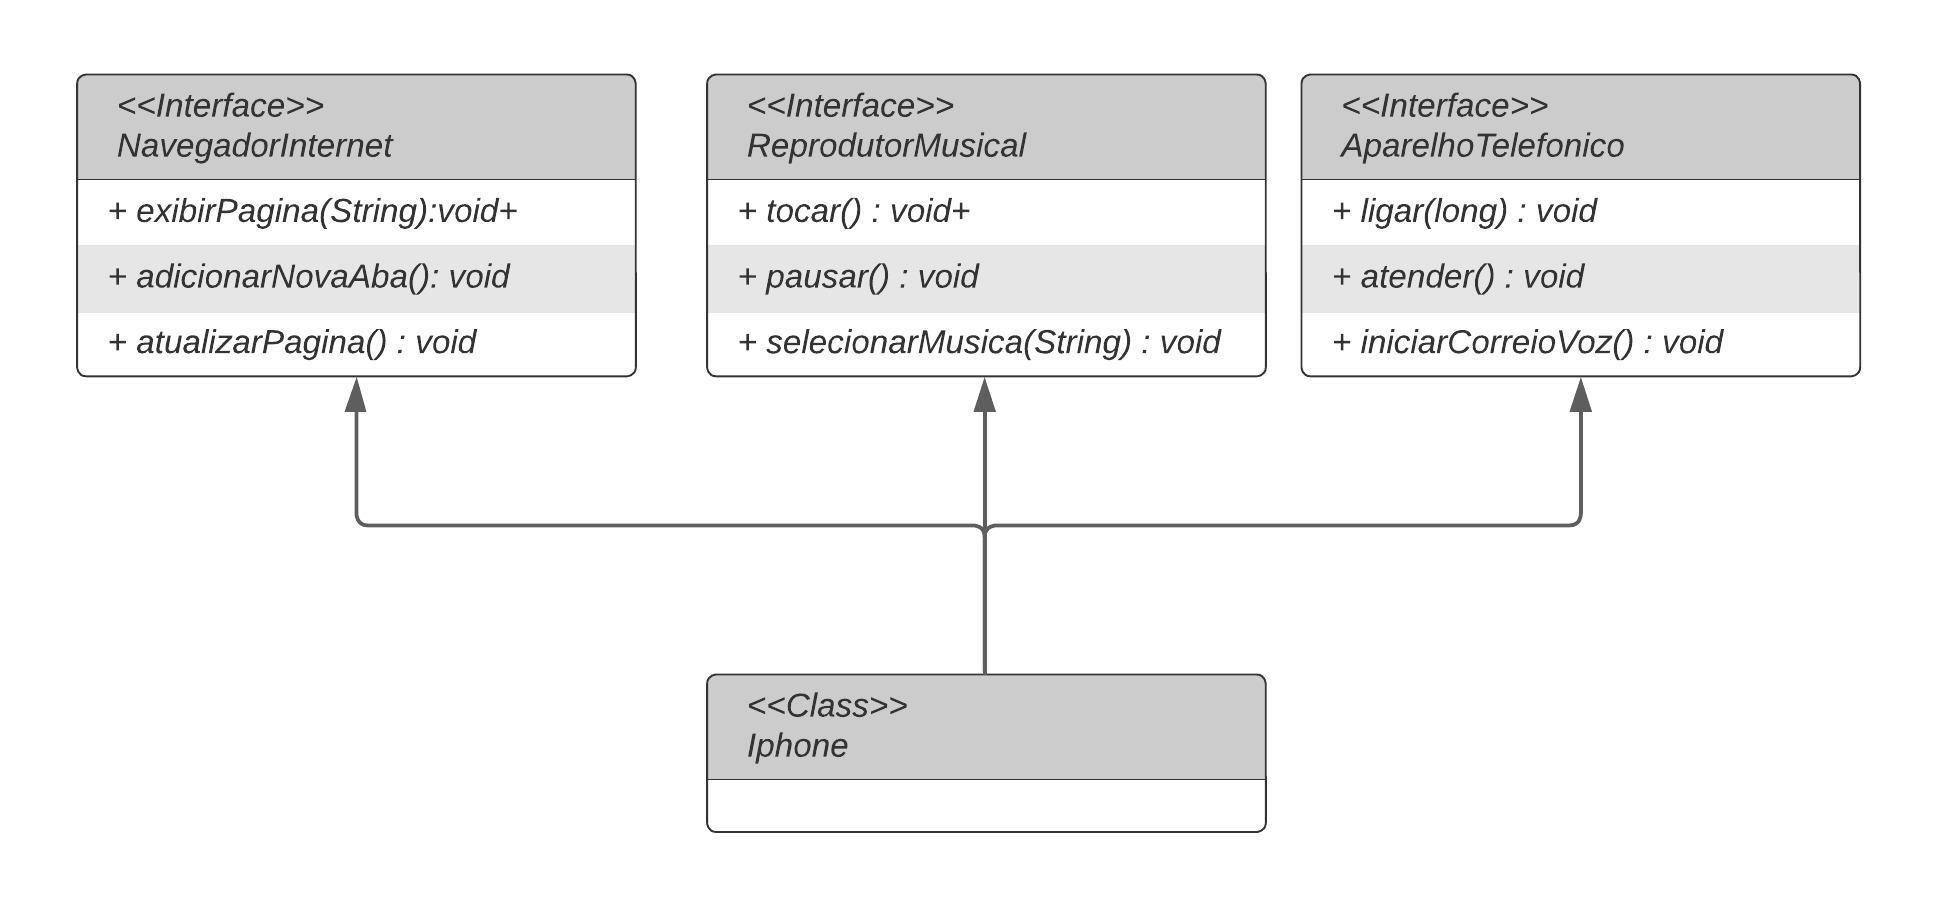 <<Interface>>
NavegadorInternet
+ exibirPagina(String):void+
+ adicionarNovaAba(): void
+ atualizarPagina() : void
<<Interface>>
ReprodutorMusical
+ tocar() : void+
+ pausar() : void
+ selecionarMusica(String) : void
<<Interface>>
AparelhoTelefonico
+ ligar(long) : void
+ atender() : void
+ iniciarCorreioVoz() : void
<<Class>>
Iphone